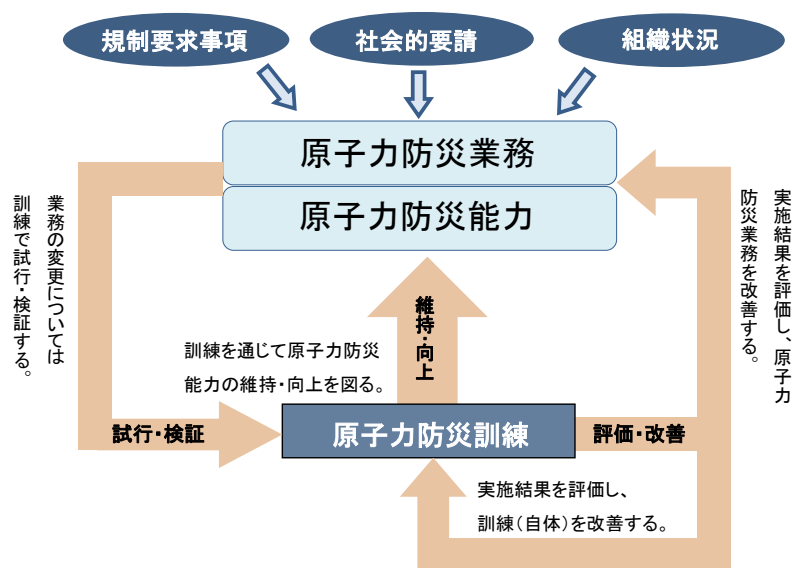 規制要求事項
社会的要請
組織状況
原子力防災業務
原子力防災能力
業務の変更については
訓練で試行・検証する。
実施結果を評価し、原子力
防災業務を改善する。
維持・向上
訓練を通じて原子力防災
能力の維持・向上を図る。
試行・検証
原子力防災訓練
評価・改善
実施結果を評価し、
訓練（自体）を改善する。